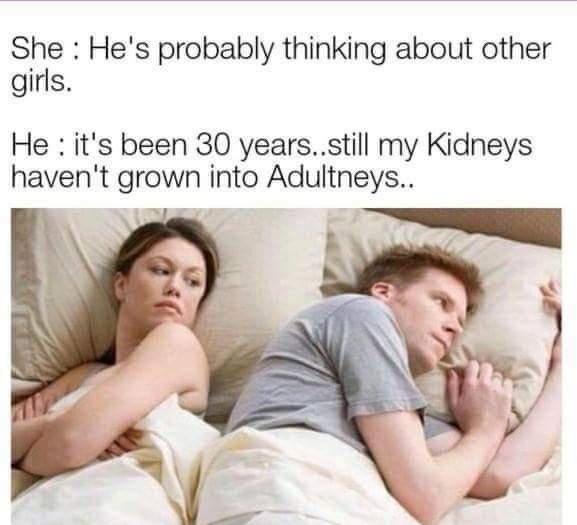 She : He's probably thinking about other
girls.
He : it's been 30 years..still my Kidneys
haven't grown into Adultneys..